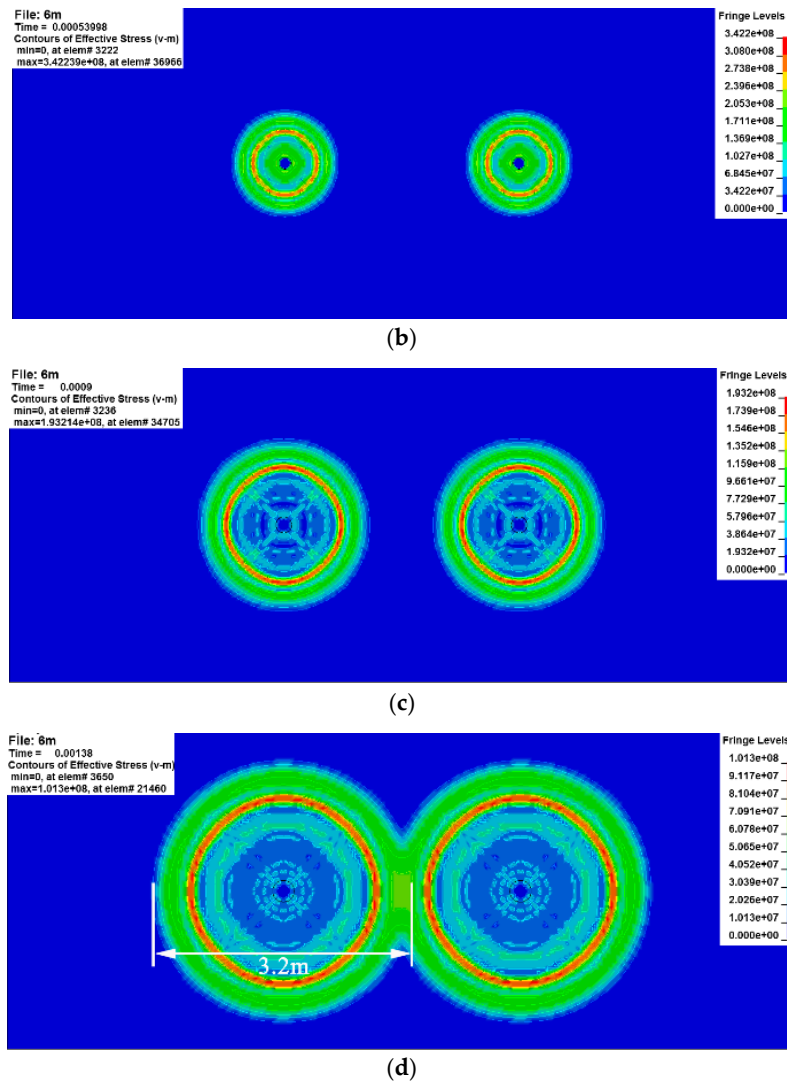 File: 6m
Time = 0.00053998
Contours of Effective Stress (v-m)
min=0, at elem# 3222
max=3.42239e+08, at elem# 36966
Fringe Levels
3.422e+08
3.080e+08
2.738e+08
2.396e+08
2.053e+08
1.711e+08
1.369e+08
1.027e+08
6.845e+07
3.422e+07
0.000e+00
(b)
File: 6m
Time = 0.0009
Contours of Effective Stress (v-m)
min=0, at elem# 3236
max=1.93214e+08, at elem# 34705
Fringe Levels
1.932e+08
1.739e+08
1.546e+08
1.352e+08
1.159e+08
9.661e+07
7.729e+07
5.796e+07
3.864e+07
1.932e+07
0.000e+00
(c)
File: 6m
Time = 0.00138
Contours of Effective Stress (v-m)
min=0, at elem# 3650
max=1.013e+08, at elem# 21460
Fringe Levels
1.013e+08
9.117e+07
8.104e+07
7.091e+07
6.078e+07
5.065e+07
4.052e+07
3.039e+07
2.026e+07
1.013e+07
0.000e+00
3.2m
(d)